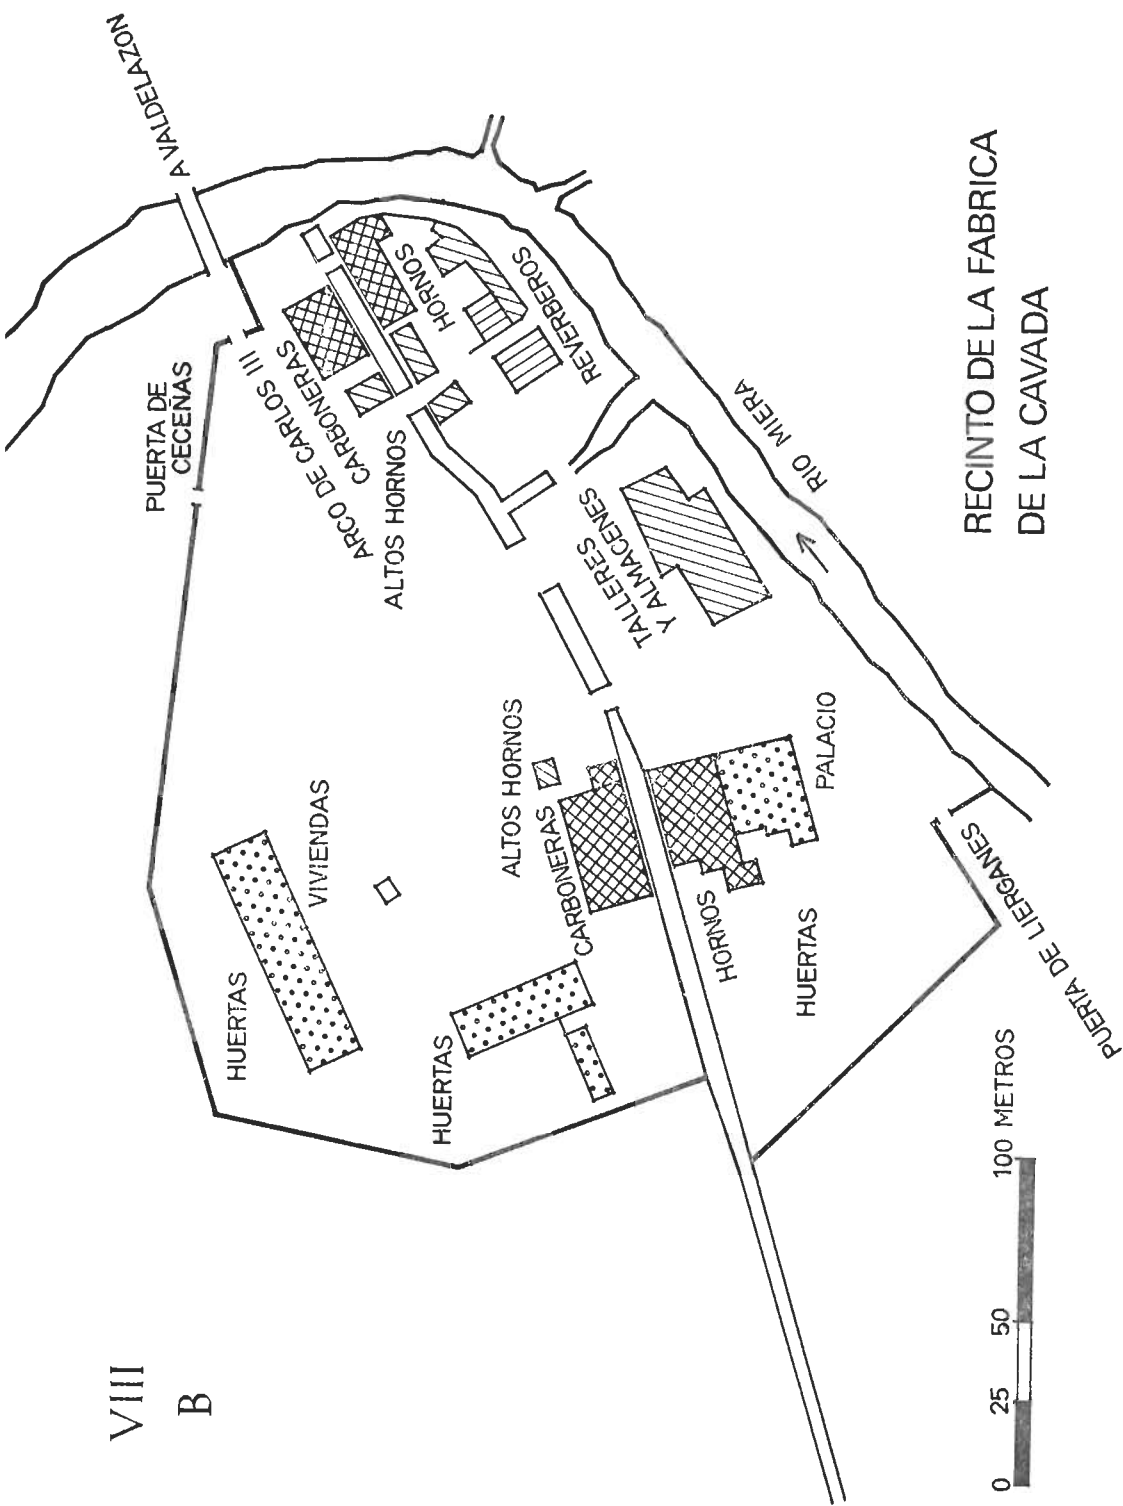 VIII
B
A VALDELAZON
PUERTA DE
CECEÑAS
ARCO DE CARLOS III
CARBONERAS
ALTOS HORNOS
HORNOS
REVERBEROS
TALLERES
Y ALMACENES
RIO MIERA
HUERTAS
VIVIENDAS
HUERTAS
ALTOS HORNOS
CARBONERAS
HORNOS
PALACIO
HUERTAS
PUERTA DE LIERGANES
RECINTO DE LA FABRICA
DE LA CAVADA
0 25 50 100 METROS